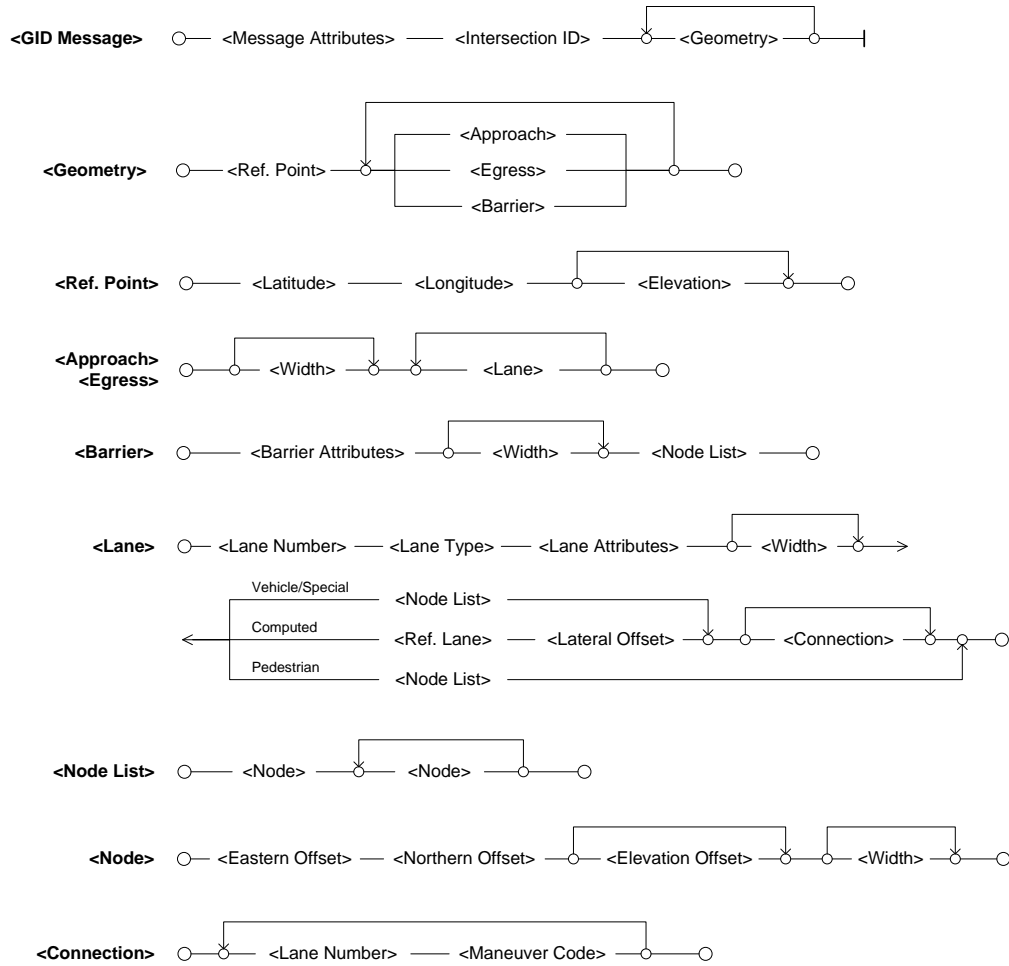 <GID Message> <Message Attributes> <Intersection ID> <Geometry>
<Approach>
<Geometry> <Ref. Point> <Egress>
<Barrier>
<Ref. Point> <Latitude> <Longitude> <Elevation>
<Approach>
<Egress> <Width> <Lane>
<Barrier> <Barrier Attributes> <Width> <Node List>
<Lane> <Lane Number> <Lane Type> <Lane Attributes> <Width>
Vehicle/Special <Node List>
Computed <Ref. Lane> <Lateral Offset> <Connection>
Pedestrian <Node List>
<Node List> <Node> <Node>
<Node> <Eastern Offset> <Northern Offset> <Elevation Offset> <Width>
<Connection> <Lane Number> <Maneuver Code>